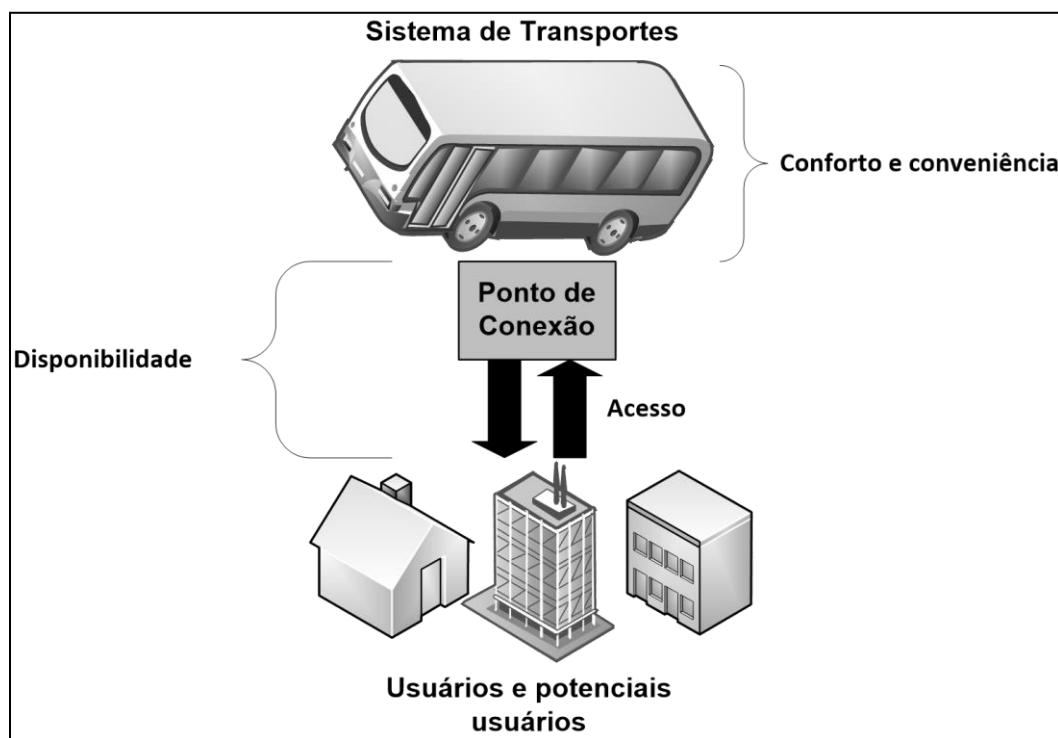 Sistema de Transportes
Conforto e conveniência
Ponto de
Conexão
Disponibilidade
Acesso
Usuários e potenciais
usuários